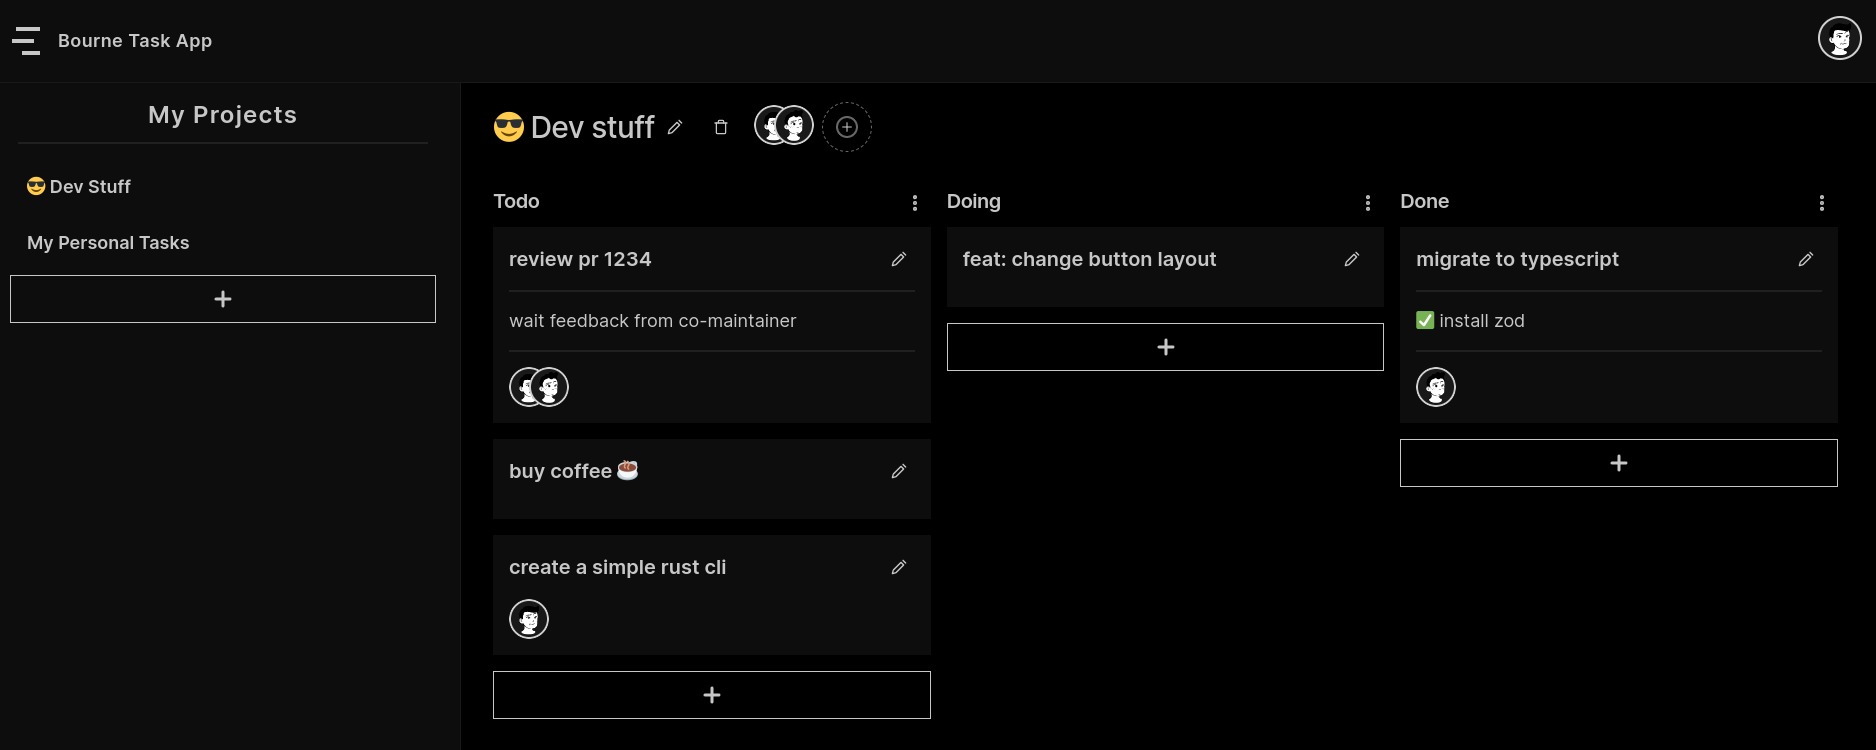 Bourne Task App
My Projects
😎 Dev Stuff
My Personal Tasks
😎 Dev stuff
Todo
review pr 1234
wait feedback from co-maintainer
buy coffee ☕
create a simple rust cli
Doing
feat: change button layout
Done
migrate to typescript
✅ install zod